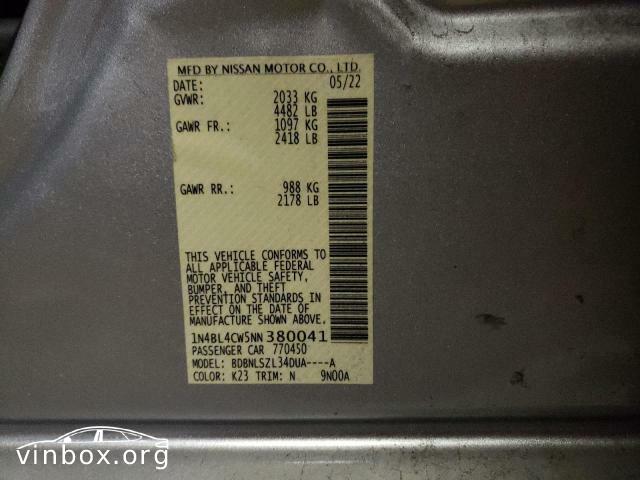 MFD BY NISSAN MOTOR CO., LTD.
DATE: 05/22
GVWR: 2033 KG
4482 LB
GAWR FR.: 1097 KG
2418 LB
GAWR RR.: 988 KG
2178 LB
THIS VEHICLE CONFORMS TO
ALL APPLICABLE FEDERAL
MOTOR VEHICLE SAFETY,
BUMPER, AND THEFT
PREVENTION STANDARDS IN
EFFECT ON THE DATE OF
MANUFACTURE SHOWN ABOVE.
1N4BL4CW5NN380041
PASSENGER CAR 770450
MODEL: BDBNLSZL34DUA----A
COLOR: K23 TRIM: N 9N00A
vinbox.org